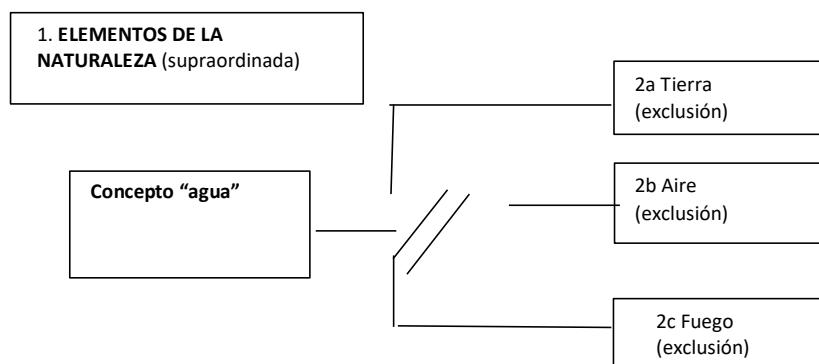 1. ELEMENTOS DE LA
NATURALEZA (supraordinada)
2a Tierra
(exclusión)
Concepto “agua”
2b Aire
(exclusión)
2c Fuego
(exclusión)